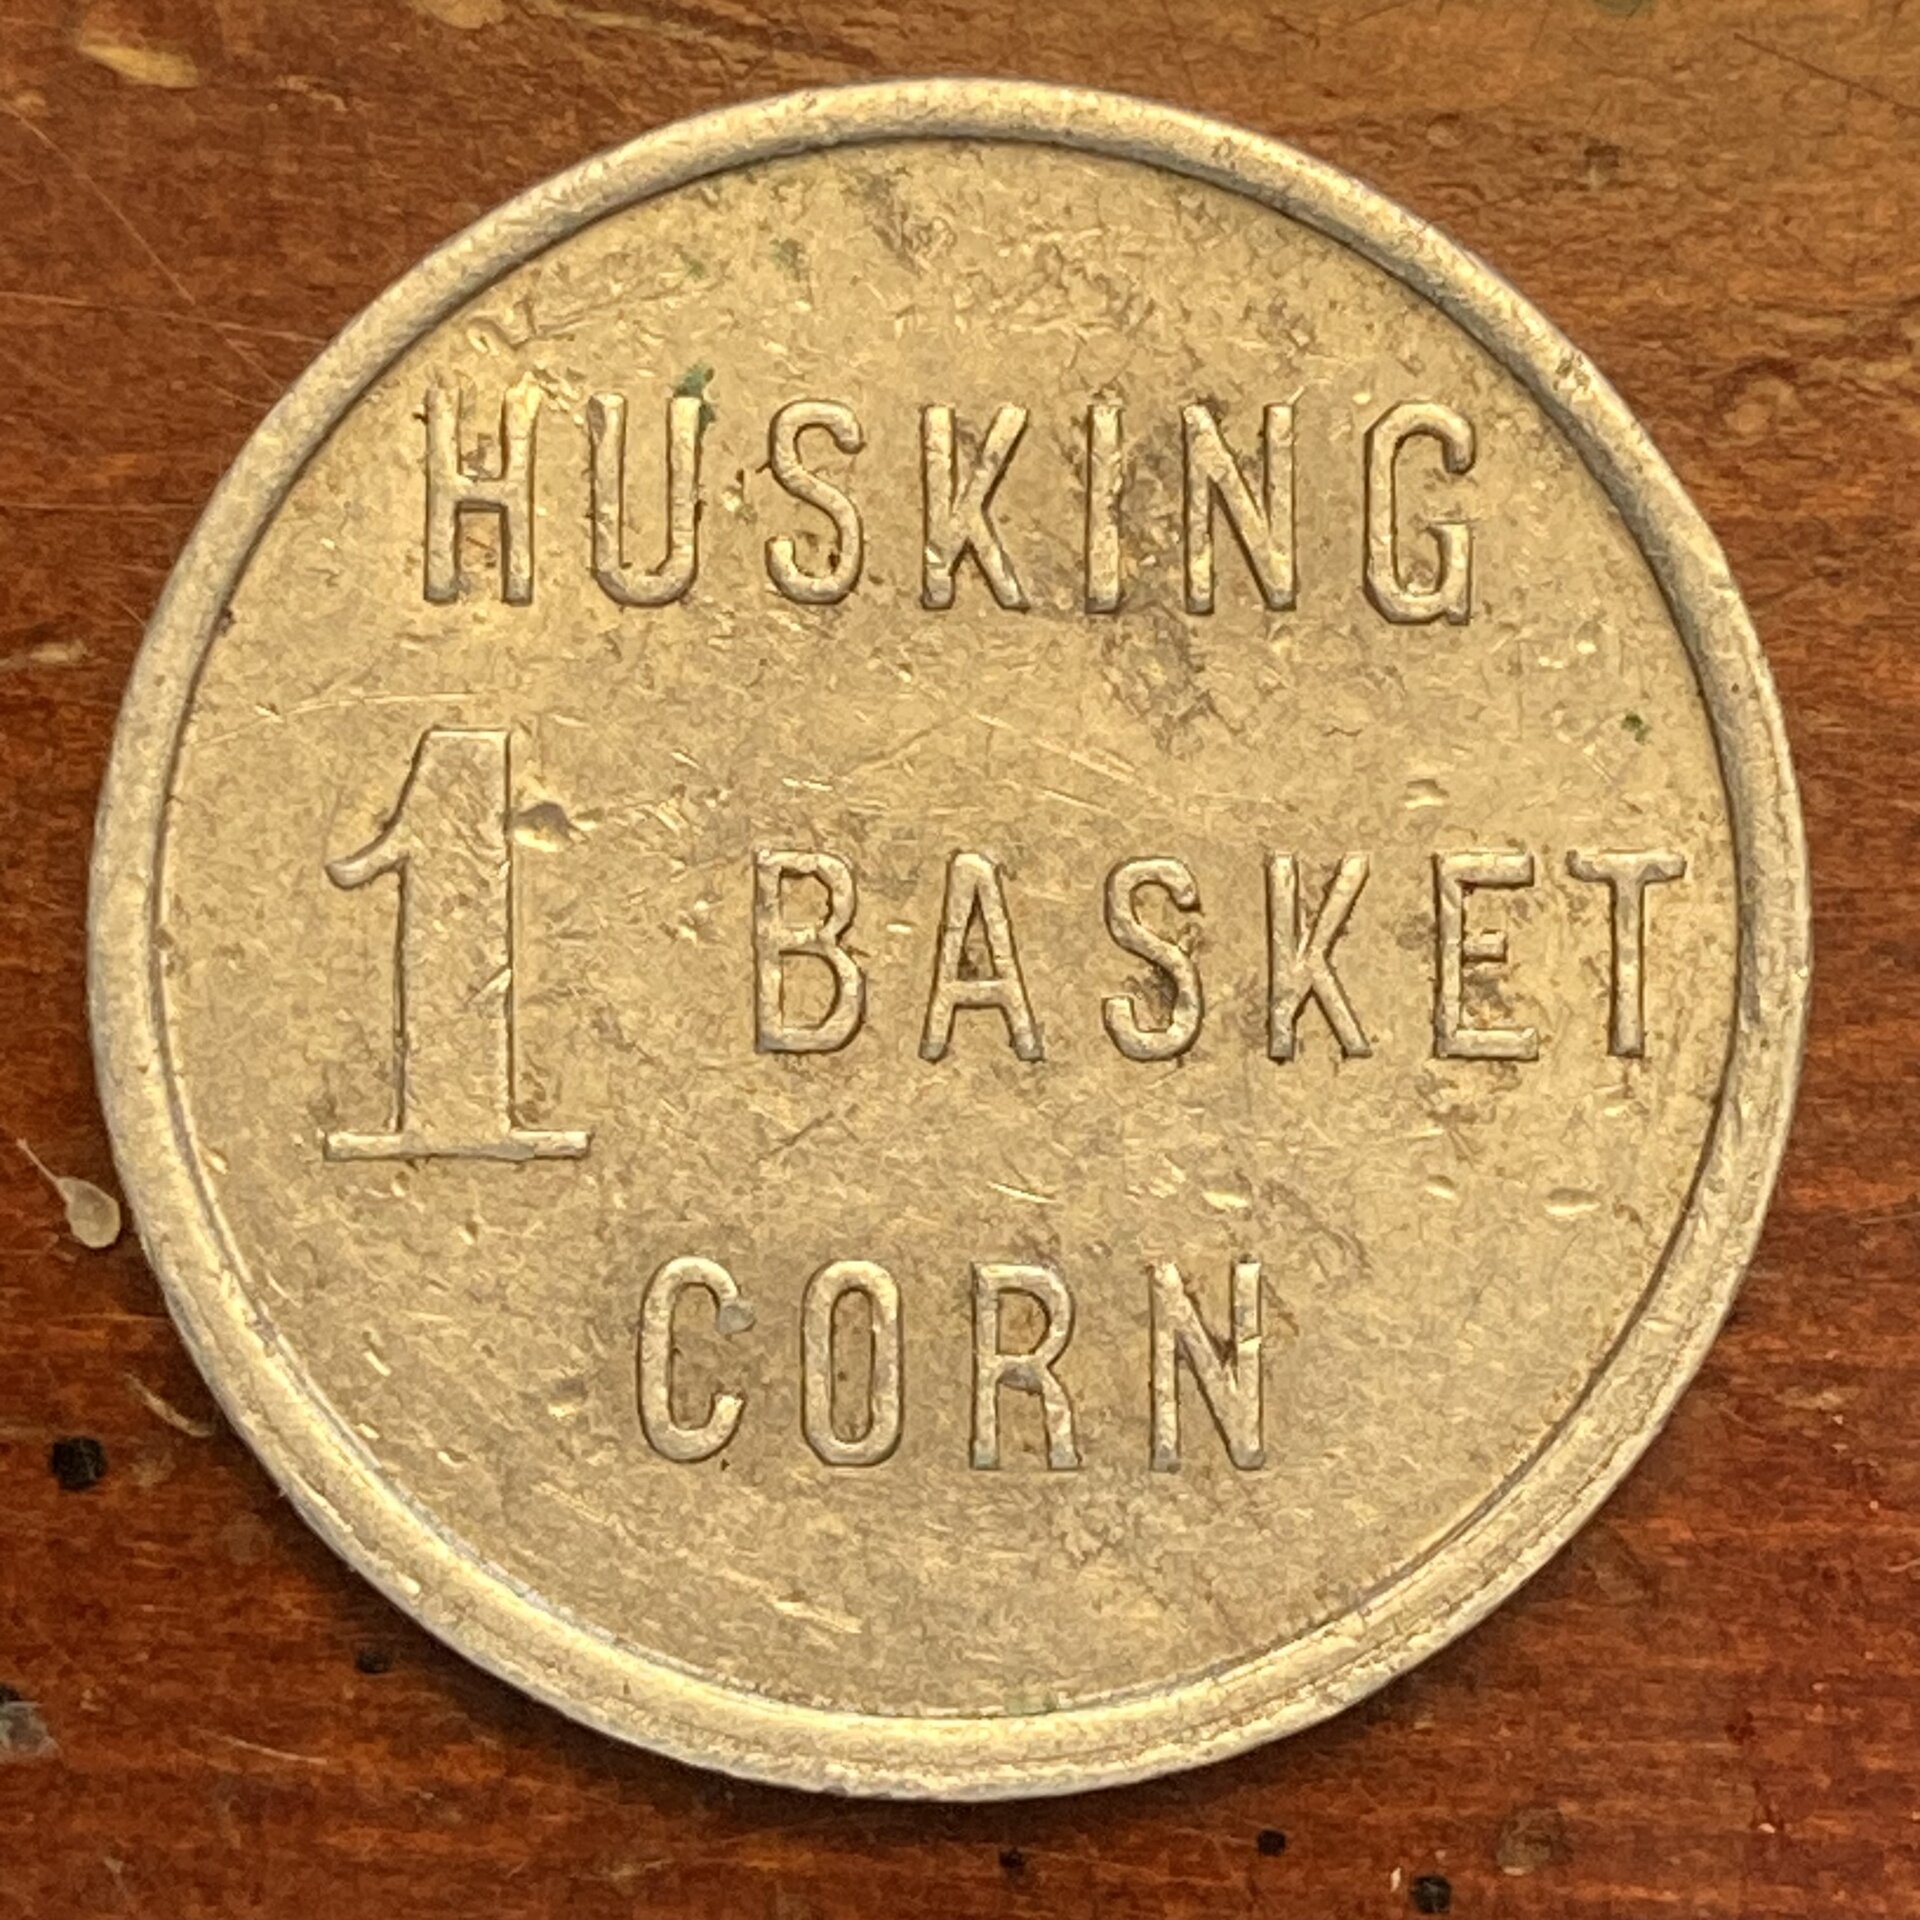 HUSKING
1 BASKET
CORN